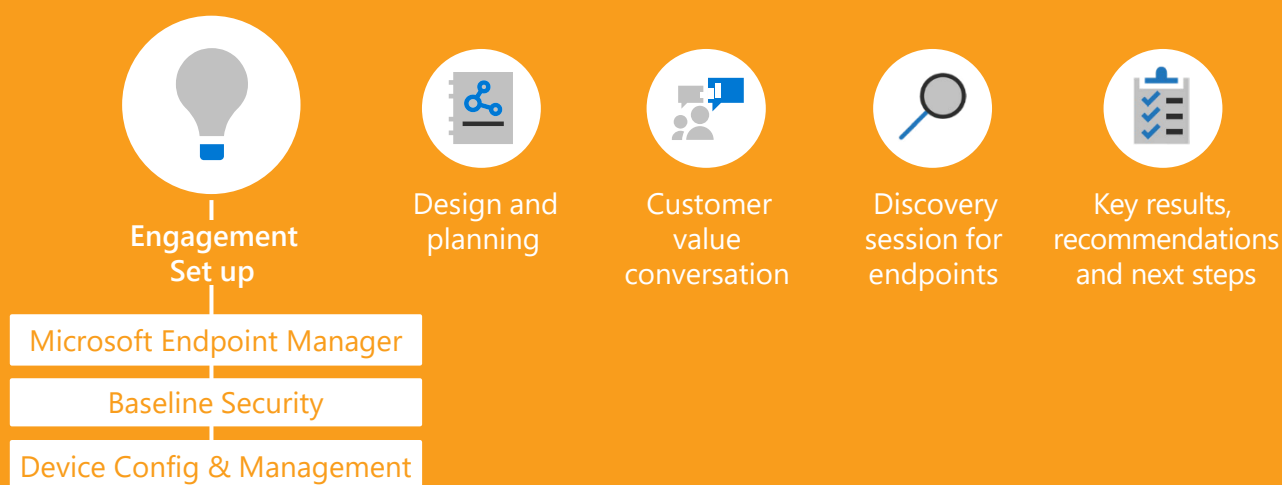 Engagement
Set up
Microsoft Endpoint Manager
Baseline Security
Device Config & Management
Design and
planning
Customer
value
conversation
Discovery
session for
endpoints
Key results,
recommendations
and next steps